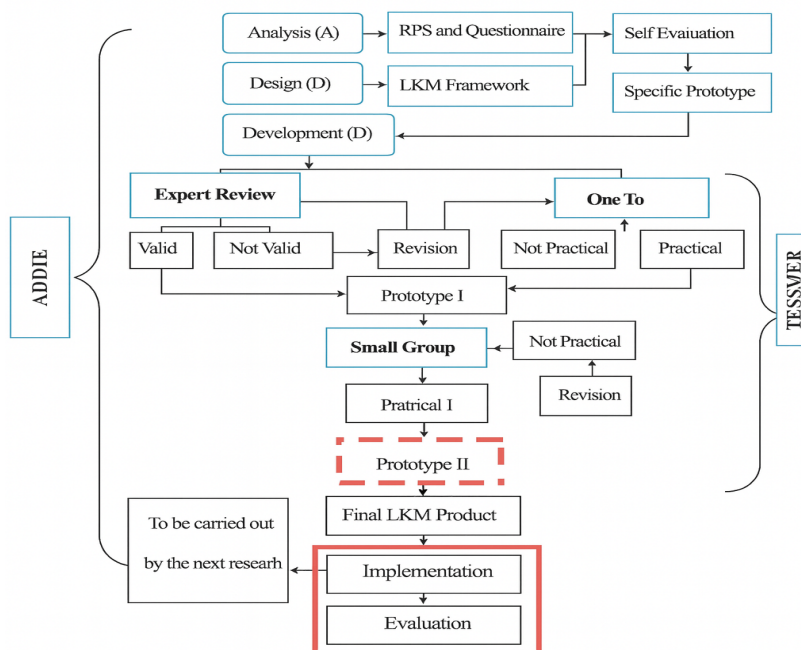 Analysis (A)
RPS and Questionnaire
Self Evaiuation
Design (D)
LKM Framework
Specific Prototype
Development (D)
Expert Review
One To
Valid
Not Valid
Revision
Not Practical
Practical
Prototype I
Small Group
Not Practical
Revision
Pratrical I
Prototype II
Final LKM Product
To be carried out
by the next researh
Implementation
Evaluation
ADDIE
TESSMER